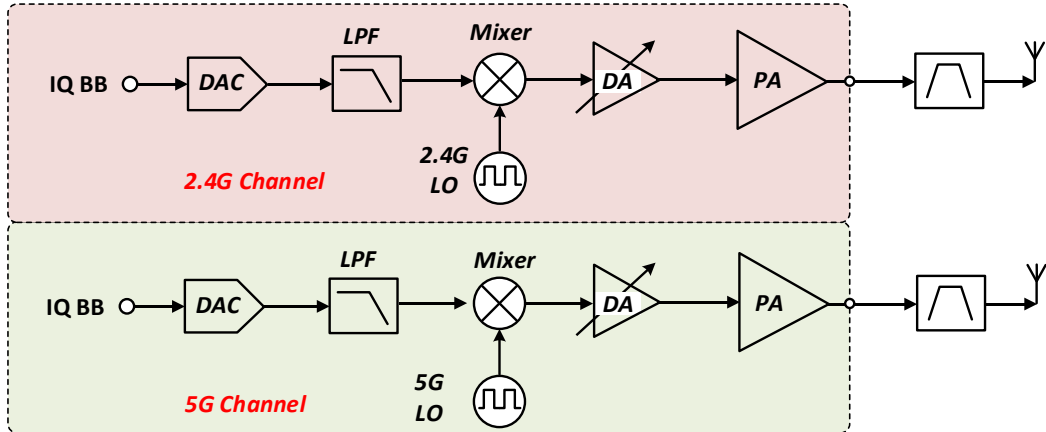 LPF
Mixer
IQ BB
DAC
DA
PA
2.4G
LO
2.4G Channel
LPF
Mixer
IQ BB
DAC
DA
PA
5G
LO
5G Channel